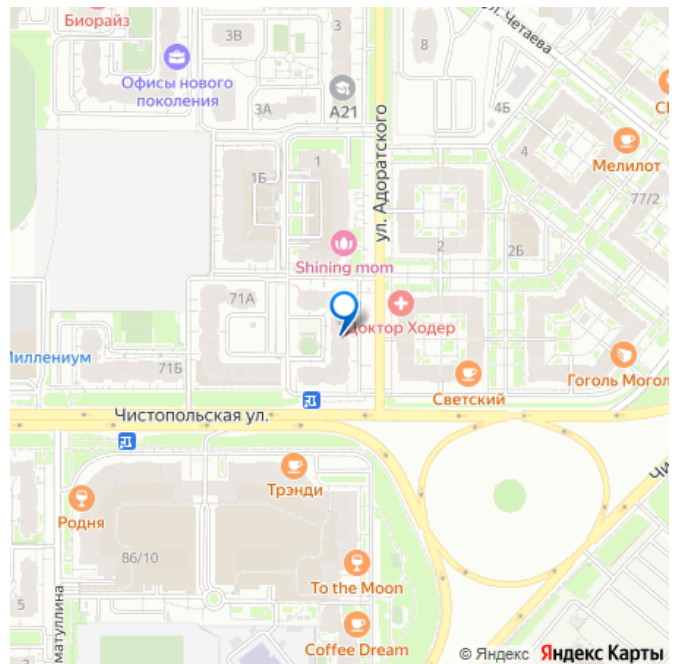 Биорайз
3В
3
8
ул. Четаева
Офисы нового
поколения
3А
А21
4Б
Мелилот
4
77/2
ул. Адоратского
1
1Б
2
2Б
Shining mom
71А
Доктор Ходер
Миллениум
71Б
Светский
Гоголь Могол
Чистопольская ул.
Трэнди
Родня
86/10
To the Moon
5
Coffee Dream
© Яндекс Яндекс Карты